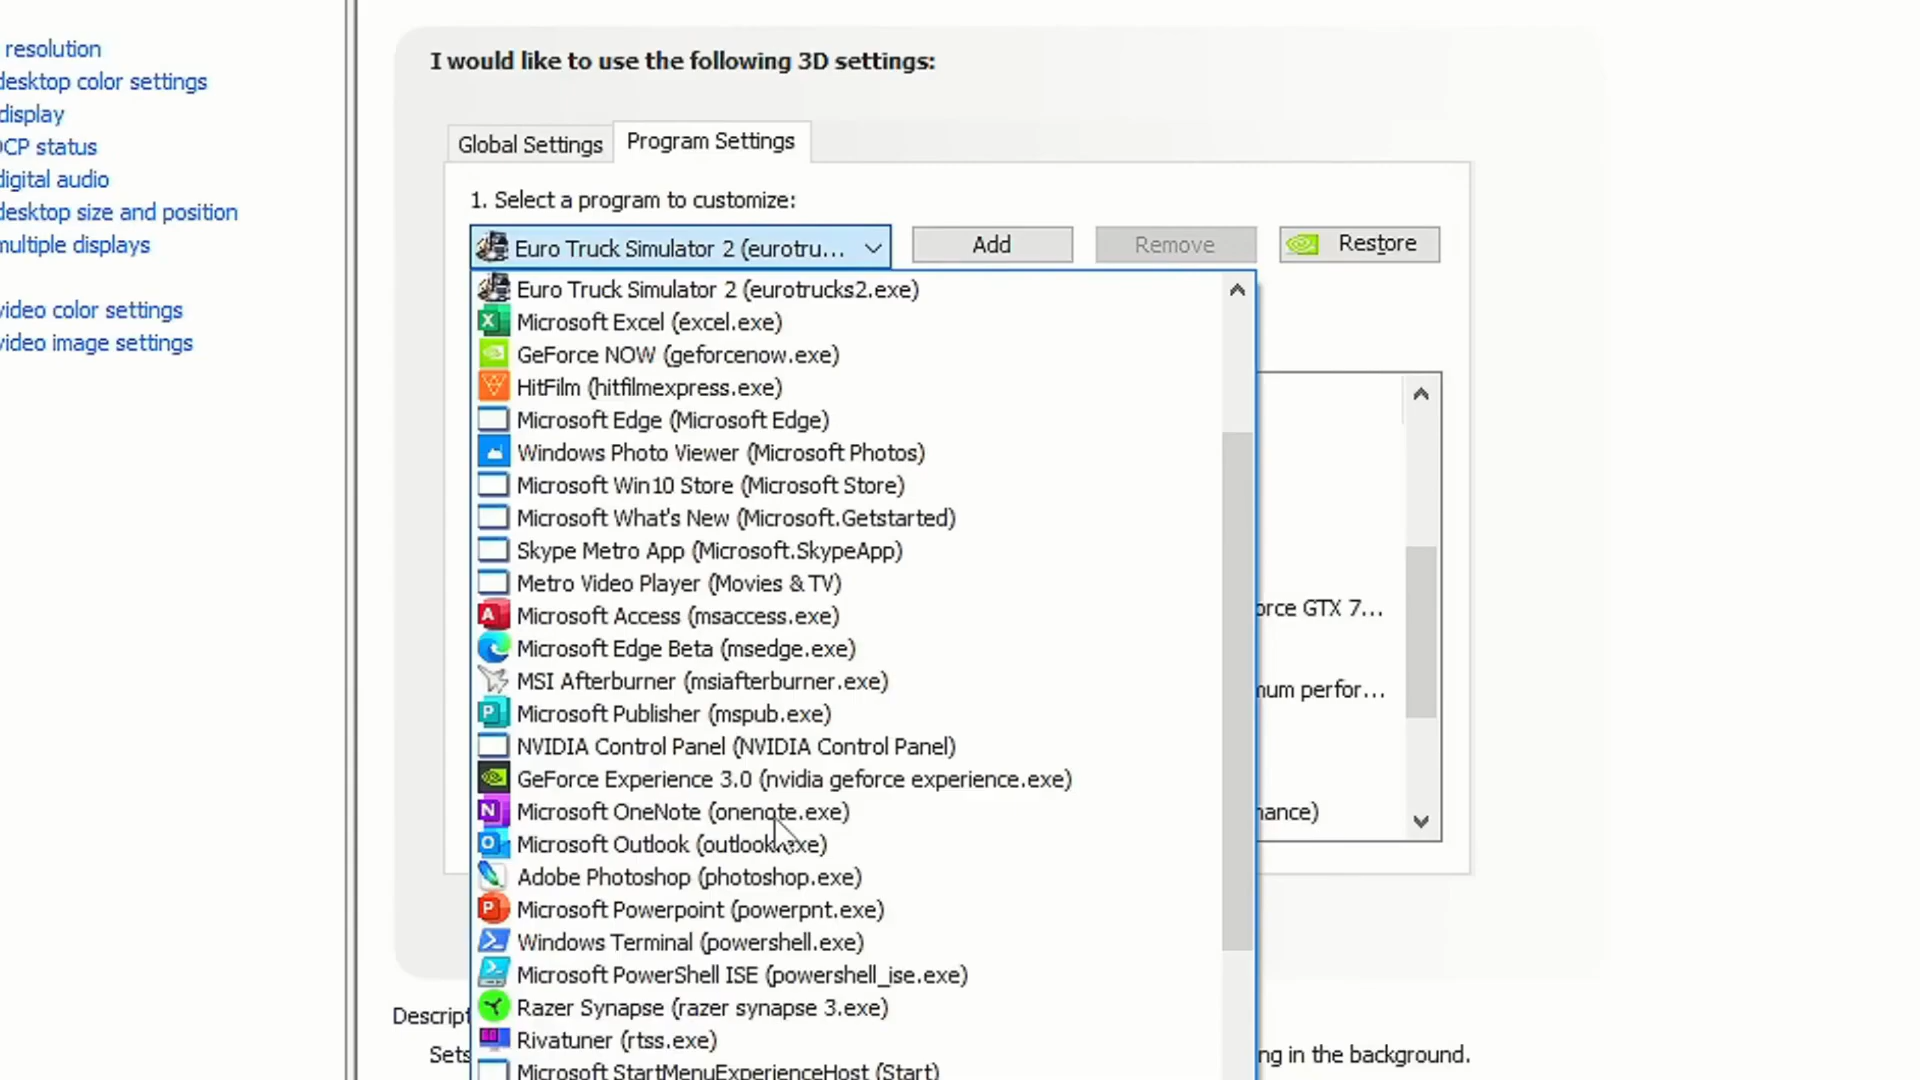 resolution
desktop color settings
display
DCP status
digital audio
desktop size and position
multiple displays
video color settings
video image settings
I would like to use the following 3D settings:
Global Settings
Program Settings
1. Select a program to customize:
Euro Truck Simulator 2 (eurotru...
Add
Remove
Restore
Euro Truck Simulator 2 (eurotrucks2.exe)
Microsoft Excel (excel.exe)
GeForce NOW (geforcenow.exe)
HitFilm (hitfilmexpress.exe)
Microsoft Edge (Microsoft Edge)
Windows Photo Viewer (Microsoft Photos)
Microsoft Win10 Store (Microsoft Store)
Microsoft What's New (Microsoft.Getstarted)
Skype Metro App (Microsoft.SkypeApp)
Metro Video Player (Movies & TV)
Microsoft Access (msaccess.exe)
Microsoft Edge Beta (msedge.exe)
MSI Afterburner (msiafterburner.exe)
Microsoft Publisher (mspub.exe)
NVIDIA Control Panel (NVIDIA Control Panel)
GeForce Experience 3.0 (nvidia geforce experience.exe)
Microsoft OneNote (onenote.exe)
Microsoft Outlook (outlook.exe)
Adobe Photoshop (photoshop.exe)
Microsoft Powerpoint (powerpnt.exe)
Windows Terminal (powershell.exe)
Microsoft PowerShell ISE (powershell_ise.exe)
Razer Synapse (razer synapse 3.exe)
Rivatuner (rtss.exe)
Microsoft StartMenuExperienceHost (Start)
orce GTX 7...
num perfor...
nance)
Descript
Sets
ng in the background.